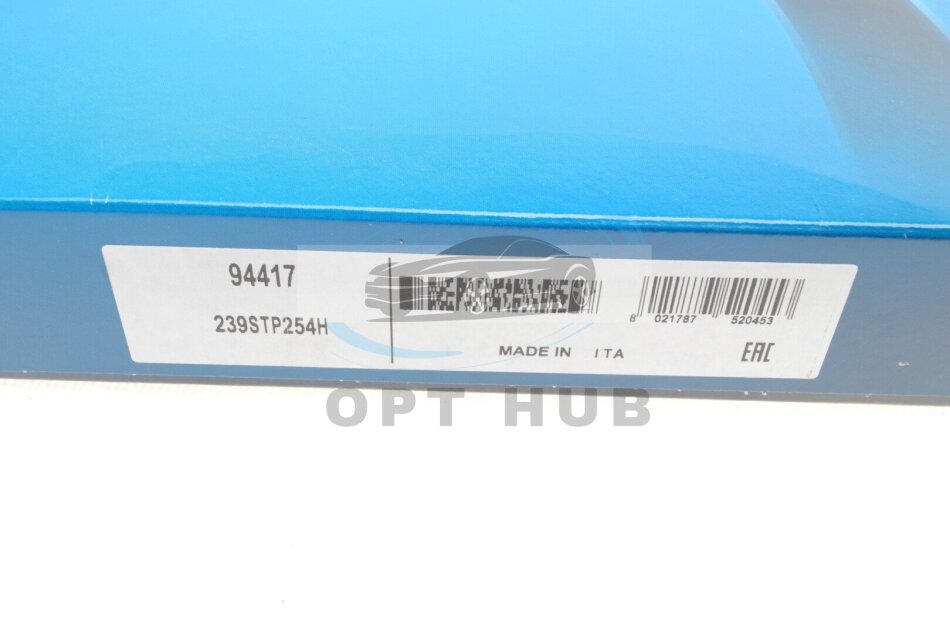 94417
239STP254H
8 021787 520453
MADE IN ITA
EAC
OPT HUB